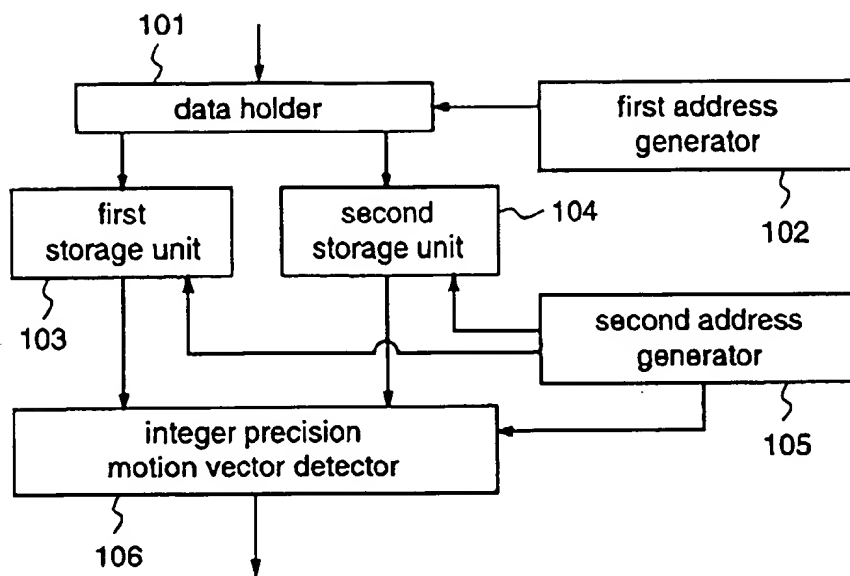 101
data holder
first address
generator
102
first
storage unit
103
second
storage unit
104
second address
generator
105
integer precision
motion vector detector
106